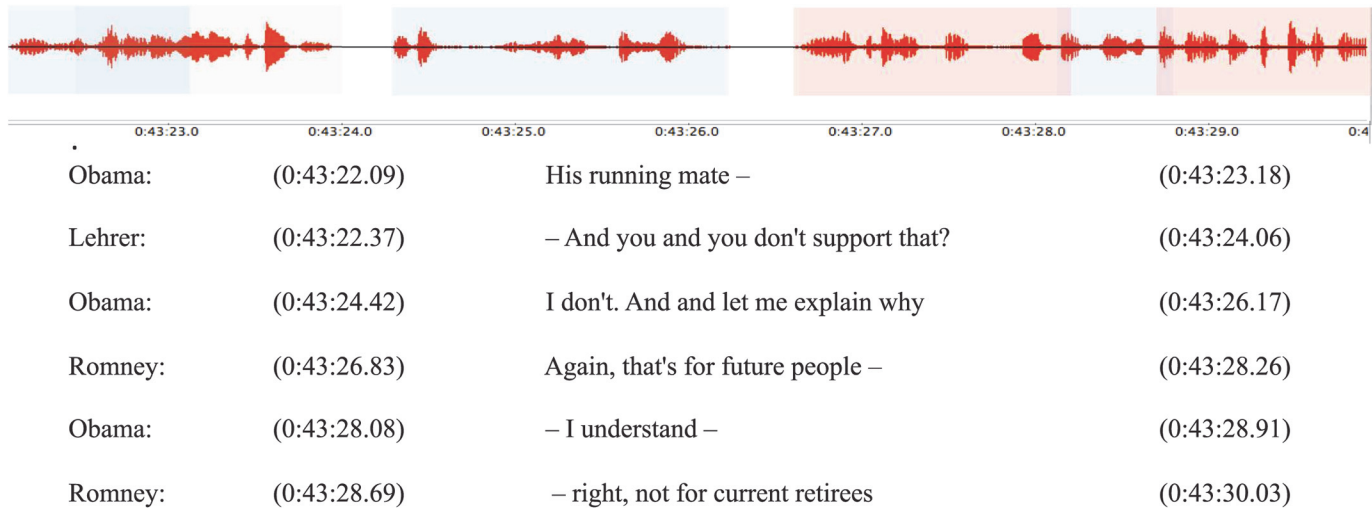 0:43:23.0 0:43:24.0 0:43:25.0 0:43:26.0 0:43:27.0 0:43:28.0 0:43:29.0 0:4
Obama: (0:43:22.09) His running mate – (0:43:23.18)
Lehrer: (0:43:22.37) – And you and you don't support that? (0:43:24.06)
Obama: (0:43:24.42) I don't. And and let me explain why (0:43:26.17)
Romney: (0:43:26.83) Again, that's for future people – (0:43:28.26)
Obama: (0:43:28.08) – I understand – (0:43:28.91)
Romney: (0:43:28.69) – right, not for current retirees (0:43:30.03)